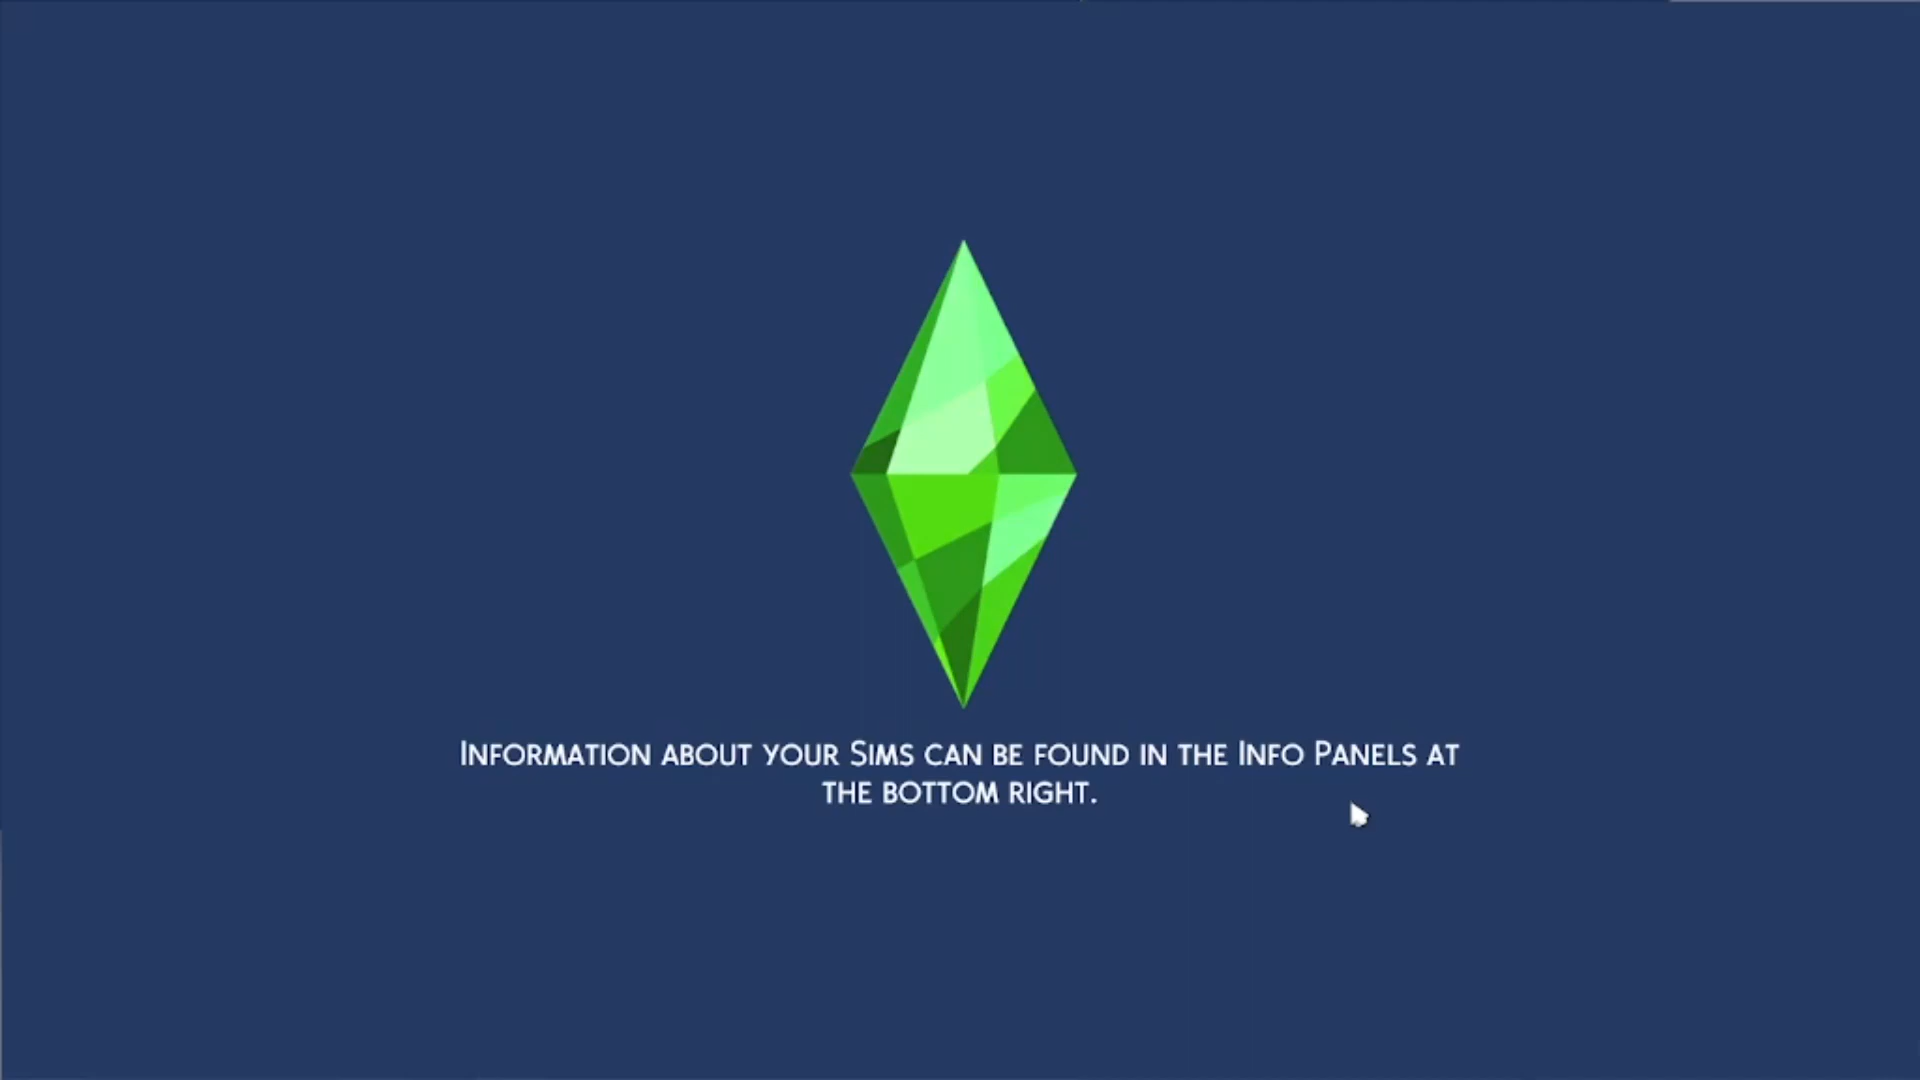 Information about your Sims can be found in the Info Panels at
the bottom right.